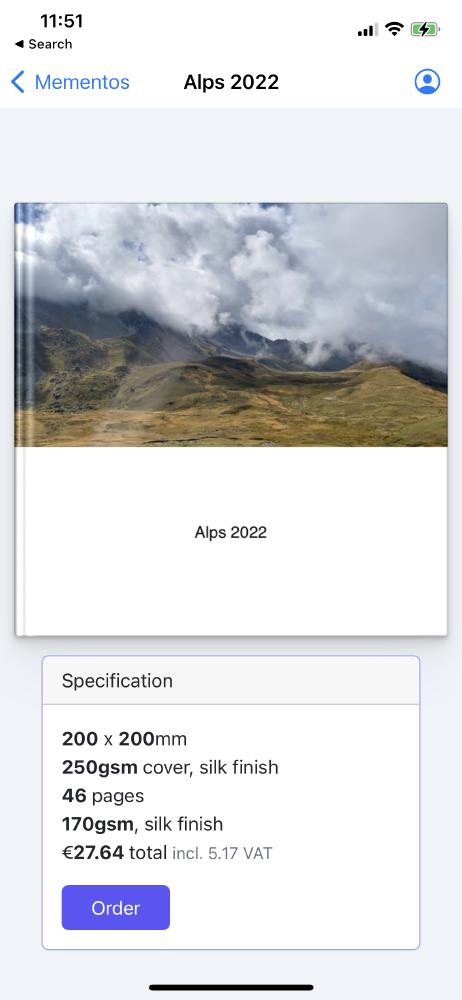 11:51
◀ Search
Mementos
Alps 2022
Alps 2022
Specification
200 x 200mm
250gsm cover, silk finish
46 pages
170gsm, silk finish
€27.64 total incl. 5.17 VAT
Order